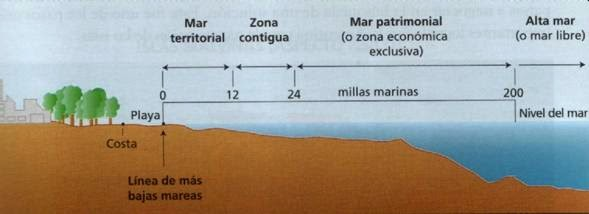 Mar
territorial
Zona
contigua
Mar patrimonial
(o zona económica
exclusiva)
Alta mar
(o mar libre)
0
12
24
millas marinas
200
Playa
Nivel del mar
Costa
Línea de más
bajas mareas